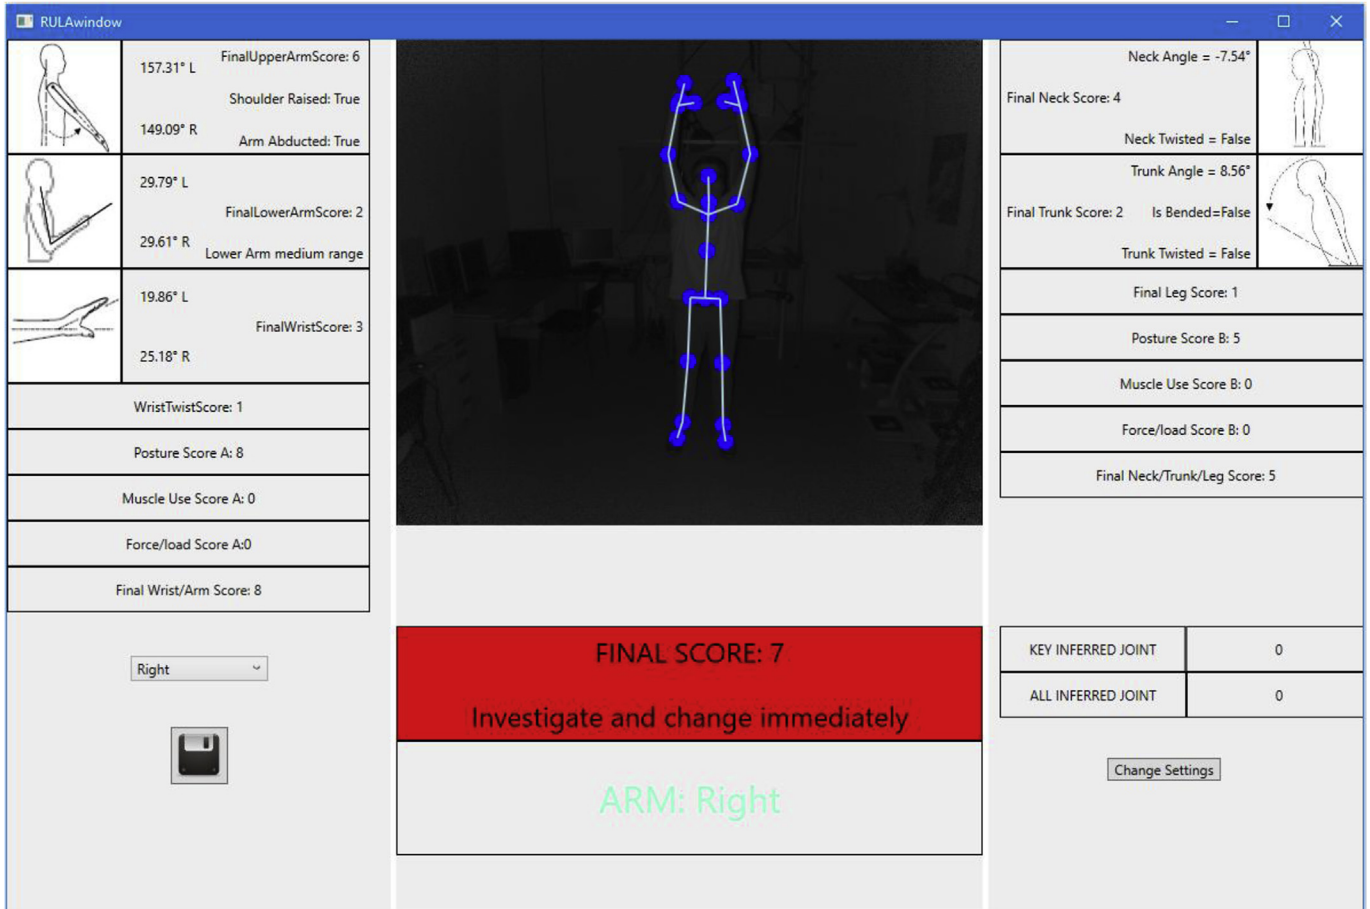 RULAwindow
157.31° L
FinalUpperArmScore: 6
Shoulder Raised: True
149.09° R
Arm Abducted: True
29.79° L
FinalLowerArmScore: 2
29.61° R
Lower Arm medium range
19.86° L
FinalWristScore: 3
25.18° R
WristTwistScore: 1
Posture Score A: 8
Muscle Use Score A: 0
Force/load Score A:0
Final Wrist/Arm Score: 8
Right
FINAL SCORE: 7
Investigate and change immediately
ARM: Right
Neck Angle = -7.54°
Final Neck Score: 4
Neck Twisted = False
Trunk Angle = 8.56°
Final Trunk Score: 2 Is Bended=False
Trunk Twisted = False
Final Leg Score: 1
Posture Score B: 5
Muscle Use Score B: 0
Force/load Score B: 0
Final Neck/Trunk/Leg Score: 5
KEY INFERRED JOINT 0
ALL INFERRED JOINT 0
Change Settings